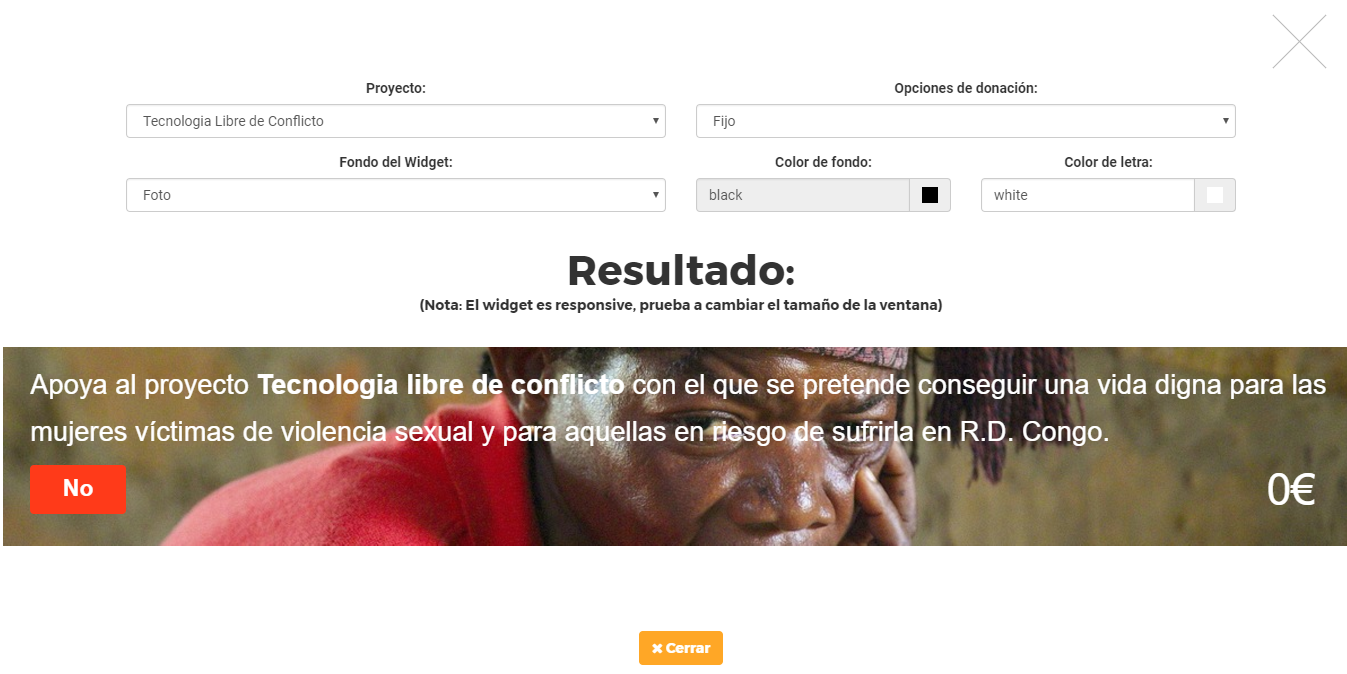 Proyecto:
Opciones de donación:
Tecnologia Libre de Conflicto
Fijo
Fondo del Widget:
Color de fondo:
Color de letra:
Foto
black
white
Resultado:
(Nota: El widget es responsive, prueba a cambiar el tamaño de la ventana)
Apoya al proyecto Tecnologia libre de conflicto con el que se pretende conseguir una vida digna para las
mujeres víctimas de violencia sexual y para aquellas en riesgo de sufrirla en R.D. Congo.
No
0€
Cerrar